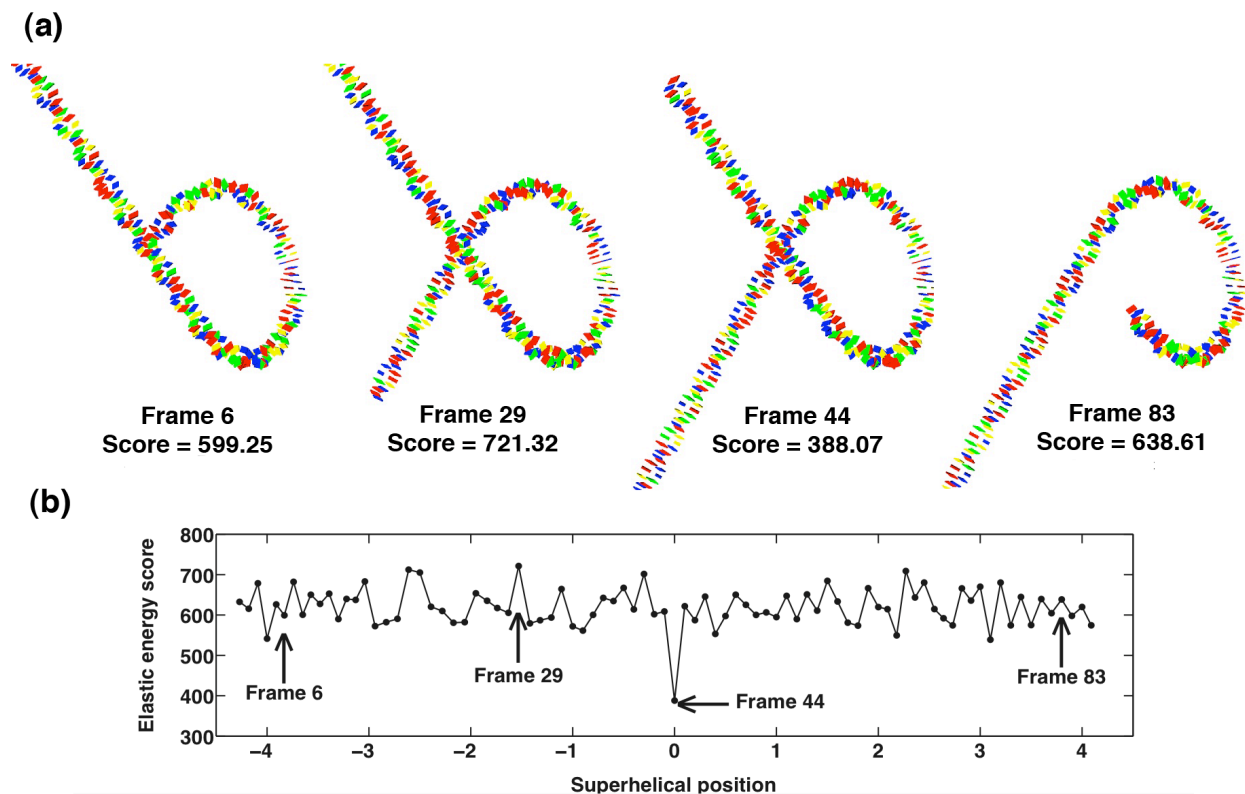 (a)
Frame 6
Score = 599.25
Frame 29
Score = 721.32
Frame 44
Score = 388.07
Frame 83
Score = 638.61
(b)
Elastic energy score
800
700
600
500
400
300
Frame 6
Frame 29
Frame 44
Frame 83
−4 −3 −2 −1 0 1 2 3 4
Superhelical position